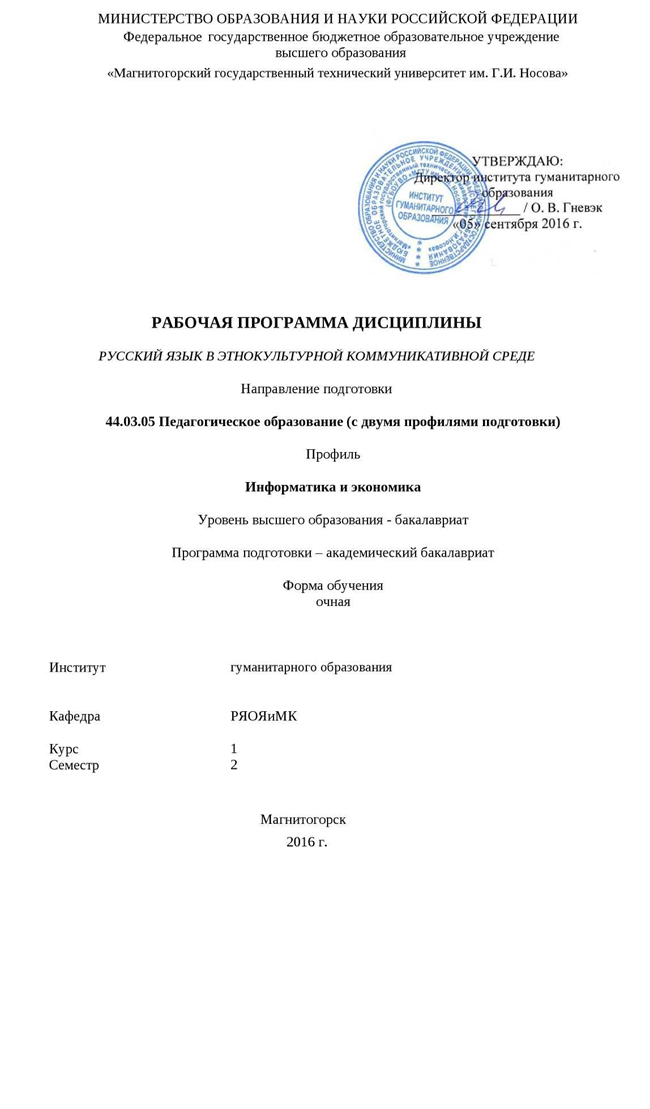 МИНИСТЕРСТВО ОБРАЗОВАНИЯ И НАУКИ РОССИЙСКОЙ ФЕДЕРАЦИИ
Федеральное государственное бюджетное образовательное учреждение
высшего образования
«Магнитогорский государственный технический университет им. Г.И. Носова»
УТВЕРЖДАЮ:
Директор института гуманитарного
образования
/ О. В. Гневэк
«05» сентября 2016 г.
ИНСТИТУТ
ГУМАНИТАРНОГО
ОБРАЗОВАНИЯ
РАБОЧАЯ ПРОГРАММА ДИСЦИПЛИНЫ
РУССКИЙ ЯЗЫК В ЭТНОКУЛЬТУРНОЙ КОММУНИКАТИВНОЙ СРЕДЕ
Направление подготовки
44.03.05 Педагогическое образование (с двумя профилями подготовки)
Профиль
Информатика и экономика
Уровень высшего образования - бакалавриат
Программа подготовки – академический бакалавриат
Форма обучения
очная
Институт гуманитарного образования
Кафедра РЯОЯиМК
Курс 1
Семестр 2
Магнитогорск
2016 г.